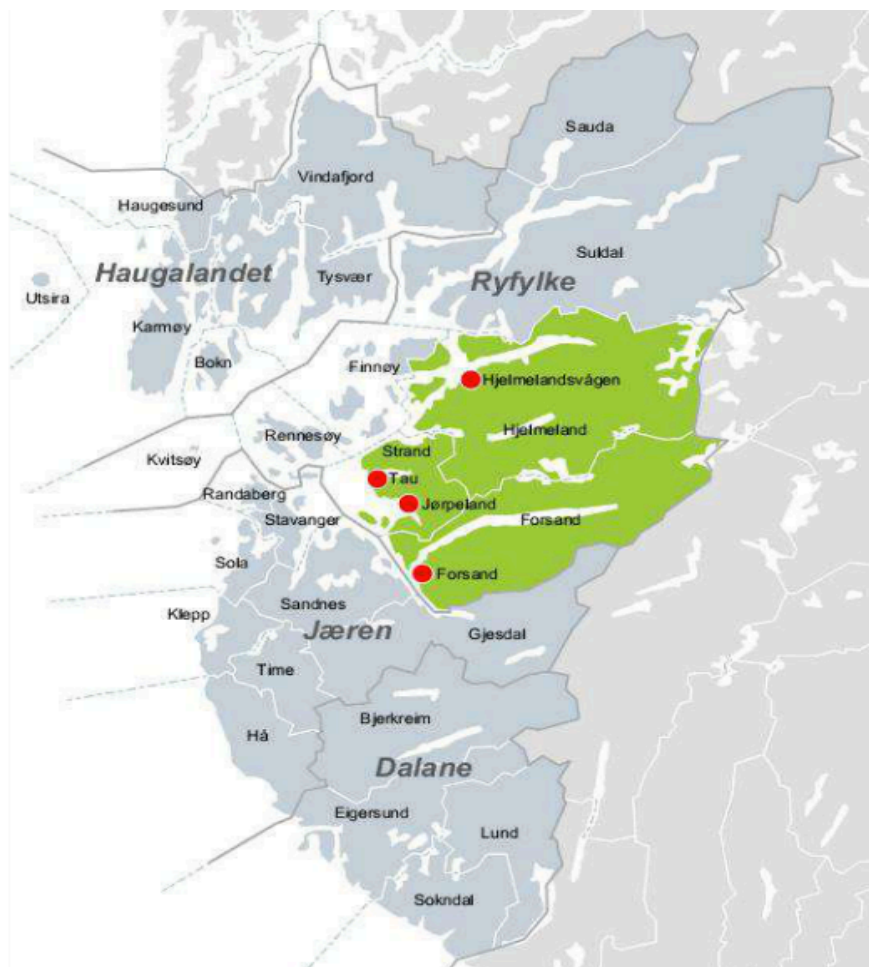 Sauda
Vindafjord
Haugesund
Suldal
Haugalandet
Tysvær
Ryfylke
Utsira
Karmøy
Bokn
Finnøy
Hjelmelandsvågen
Hjelmeland
Rennesøy
Strand
Kvitsøy
Tau
Randaberg
Jørpeland
Stavanger
Forsand
Sola
Forsand
Sandnes
Klepp
Jæren
Gjesdal
Time
Bjerkreim
Hå
Dalane
Eigersund
Lund
Sokndal